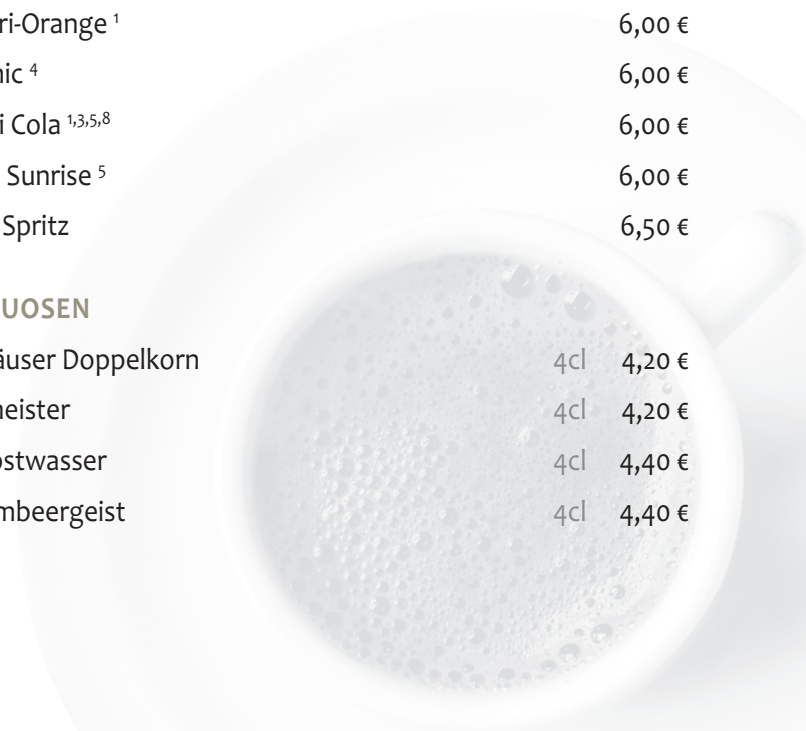 ri-Orange ¹ 6,00 €
nic ⁴ 6,00 €
i Cola ¹,³,⁵,⁸ 6,00 €
Sunrise ⁵ 6,00 €
Spritz 6,50 €
UOSEN
äuser Doppelkorn 4cl 4,20 €
neister 4cl 4,20 €
ostwasser 4cl 4,40 €
mbeergeist 4cl 4,40 €